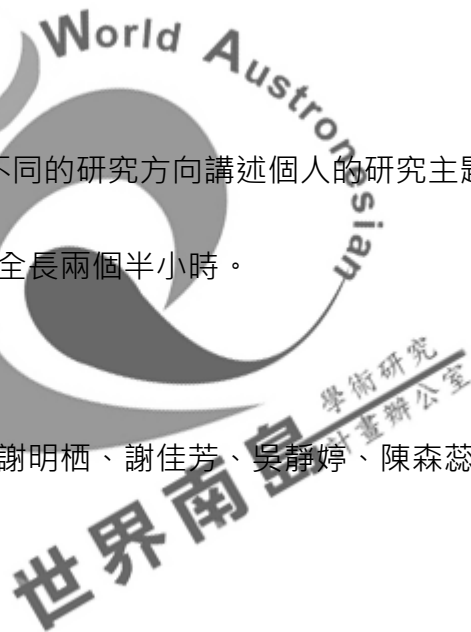 World Austronesian
不同的研究方向講述個人的研究主題
全長兩個半小時。
學術研究
計畫辦公室
謝明栖、謝佳芳、吳靜婷、陳森蕊
世界南島